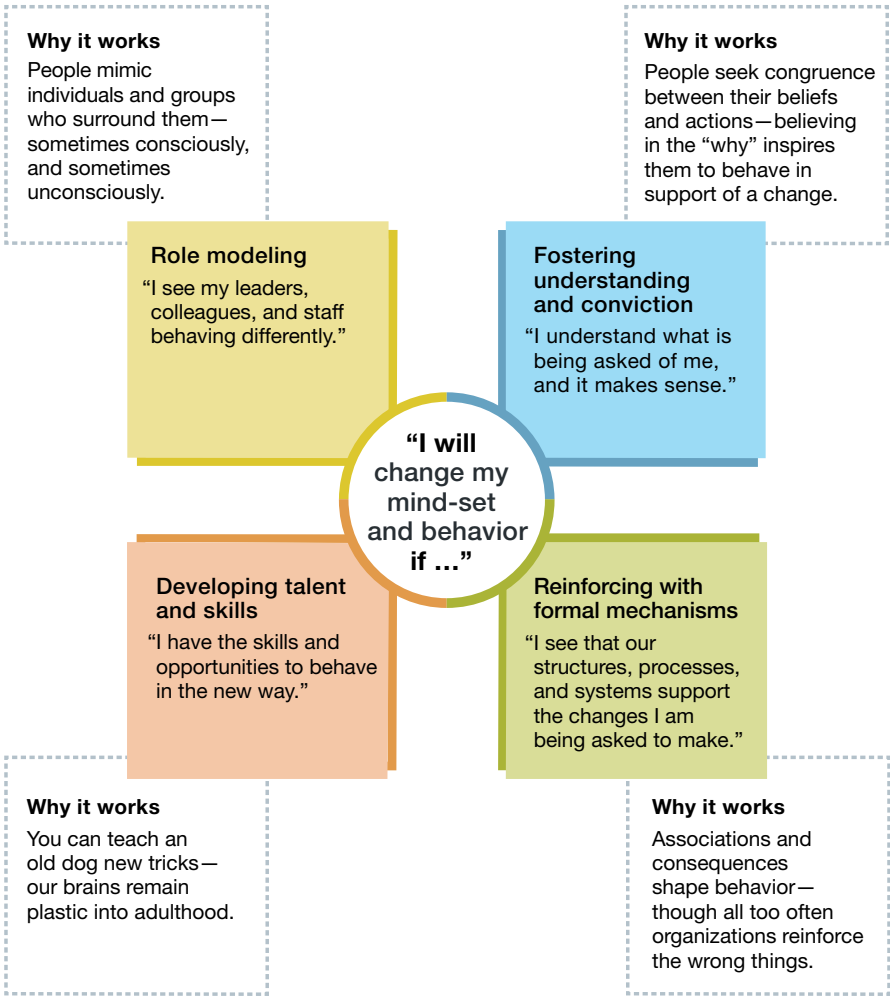 Why it works
People mimic
individuals and groups
who surround them—
sometimes consciously,
and sometimes
unconsciously.
Why it works
People seek congruence
between their beliefs
and actions—believing
in the “why” inspires
them to behave in
support of a change.
Role modeling
“I see my leaders,
colleagues, and staff
behaving differently.”
Fostering
understanding
and conviction
“I understand what is
being asked of me,
and it makes sense.”
“I will
change my
mind-set
and behavior
if …”
Developing talent
and skills
“I have the skills and
opportunities to behave
in the new way.”
Reinforcing with
formal mechanisms
“I see that our
structures, processes,
and systems support
the changes I am
being asked to make.”
Why it works
You can teach an
old dog new tricks—
our brains remain
plastic into adulthood.
Why it works
Associations and
consequences
shape behavior—
though all too often
organizations reinforce
the wrong things.